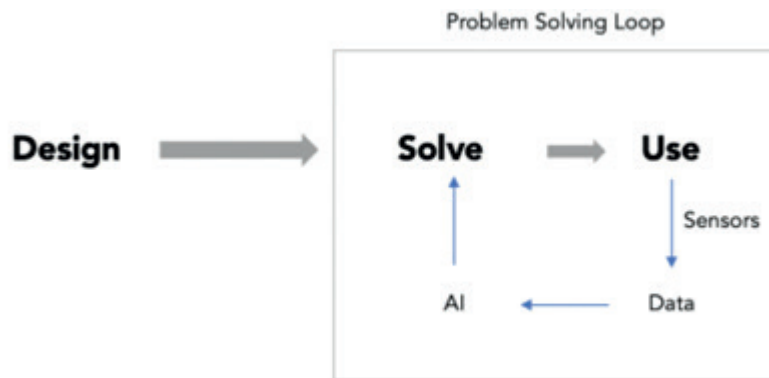 Problem Solving Loop
Design
Solve
Use
Sensors
AI
Data